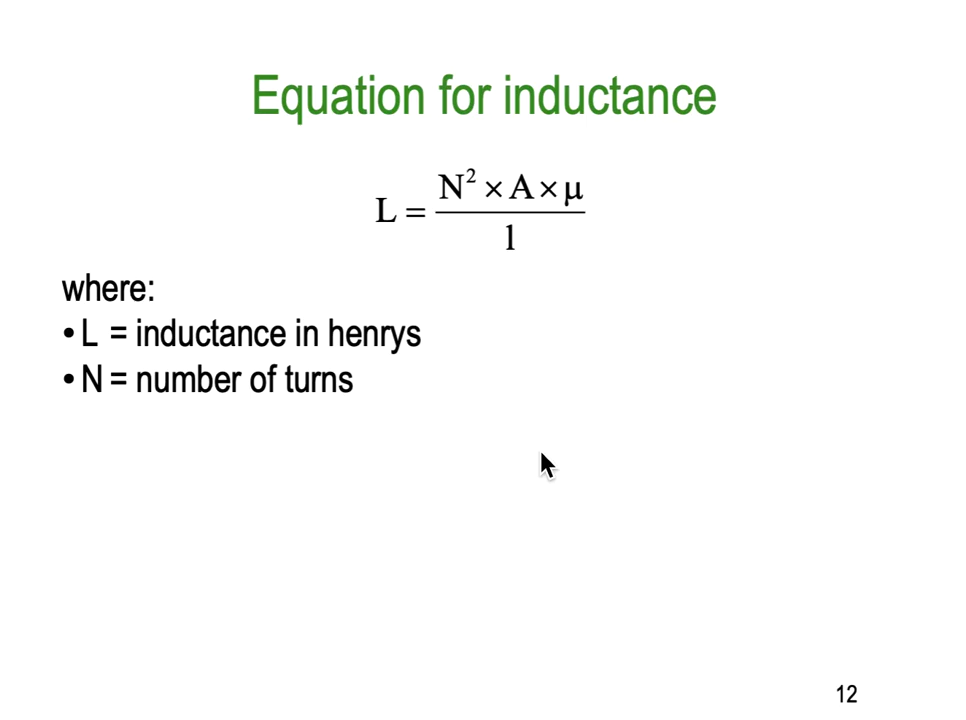 Equation for inductance
L = N² × A × μ / l
where:
• L = inductance in henrys
• N = number of turns
12